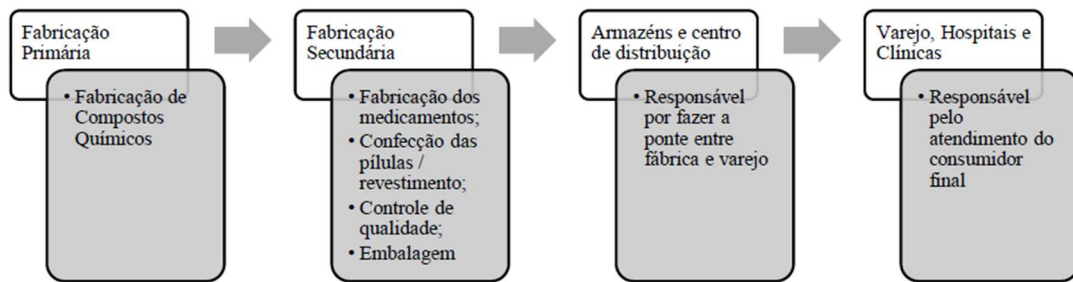 Fabricação
Primária
• Fabricação de
Compostos
Químicos
Fabricação
Secundária
• Fabricação dos
medicamentos;
• Confecção das
pílulas /
revestimento;
• Controle de
qualidade;
• Embalagem
Armazéns e centro
de distribuição
• Responsável
por fazer a
ponte entre
fábrica e varejo
Varejo, Hospitais e
Clínicas
• Responsável
pelo
atendimento do
consumidor
final